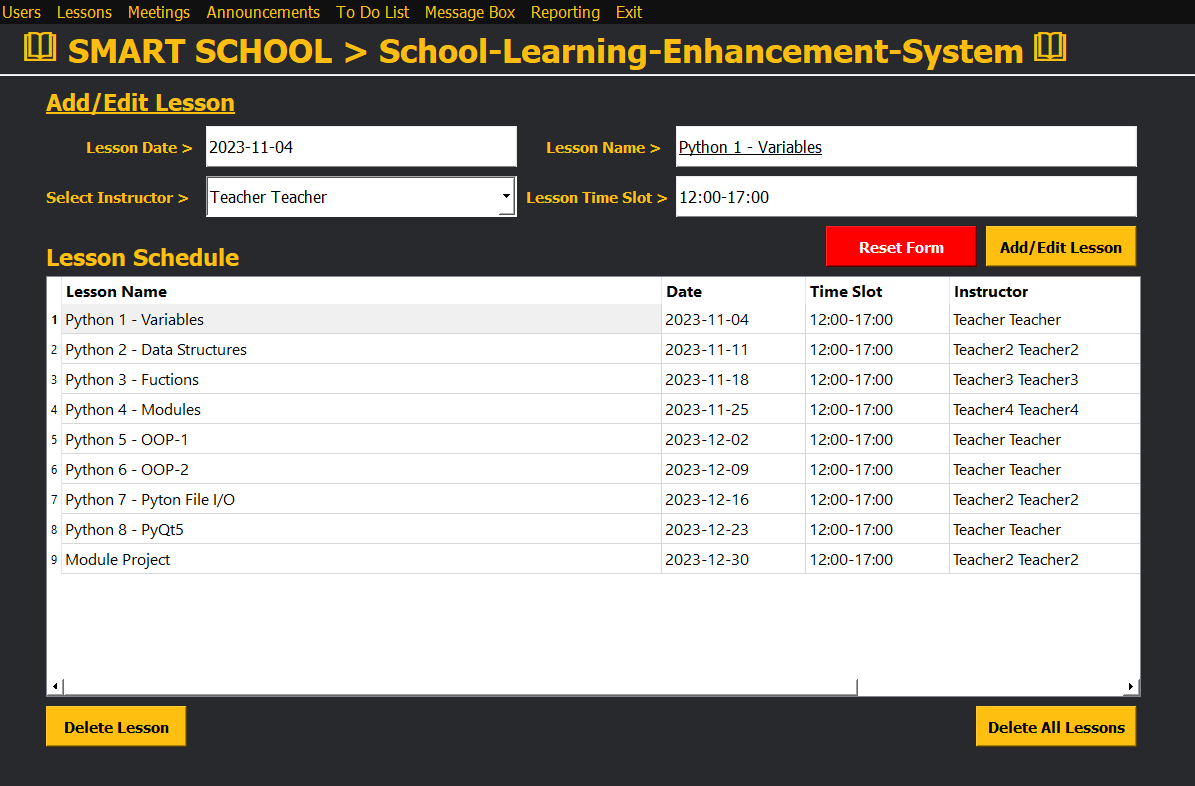 Users Lessons Meetings Announcements To Do List Message Box Reporting Exit
SMART SCHOOL > School-Learning-Enhancement-System
Add/Edit Lesson
Lesson Date > 2023-11-04 Lesson Name > Python 1 - Variables
Select Instructor > Teacher Teacher Lesson Time Slot > 12:00-17:00
Reset Form Add/Edit Lesson
Lesson Schedule
Lesson Name Date Time Slot Instructor
1 Python 1 - Variables 2023-11-04 12:00-17:00 Teacher Teacher
2 Python 2 - Data Structures 2023-11-11 12:00-17:00 Teacher2 Teacher2
3 Python 3 - Fuctions 2023-11-18 12:00-17:00 Teacher3 Teacher3
4 Python 4 - Modules 2023-11-25 12:00-17:00 Teacher4 Teacher4
5 Python 5 - OOP-1 2023-12-02 12:00-17:00 Teacher Teacher
6 Python 6 - OOP-2 2023-12-09 12:00-17:00 Teacher Teacher
7 Python 7 - Pyton File I/O 2023-12-16 12:00-17:00 Teacher2 Teacher2
8 Python 8 - PyQt5 2023-12-23 12:00-17:00 Teacher Teacher
9 Module Project 2023-12-30 12:00-17:00 Teacher2 Teacher2
Delete Lesson Delete All Lessons